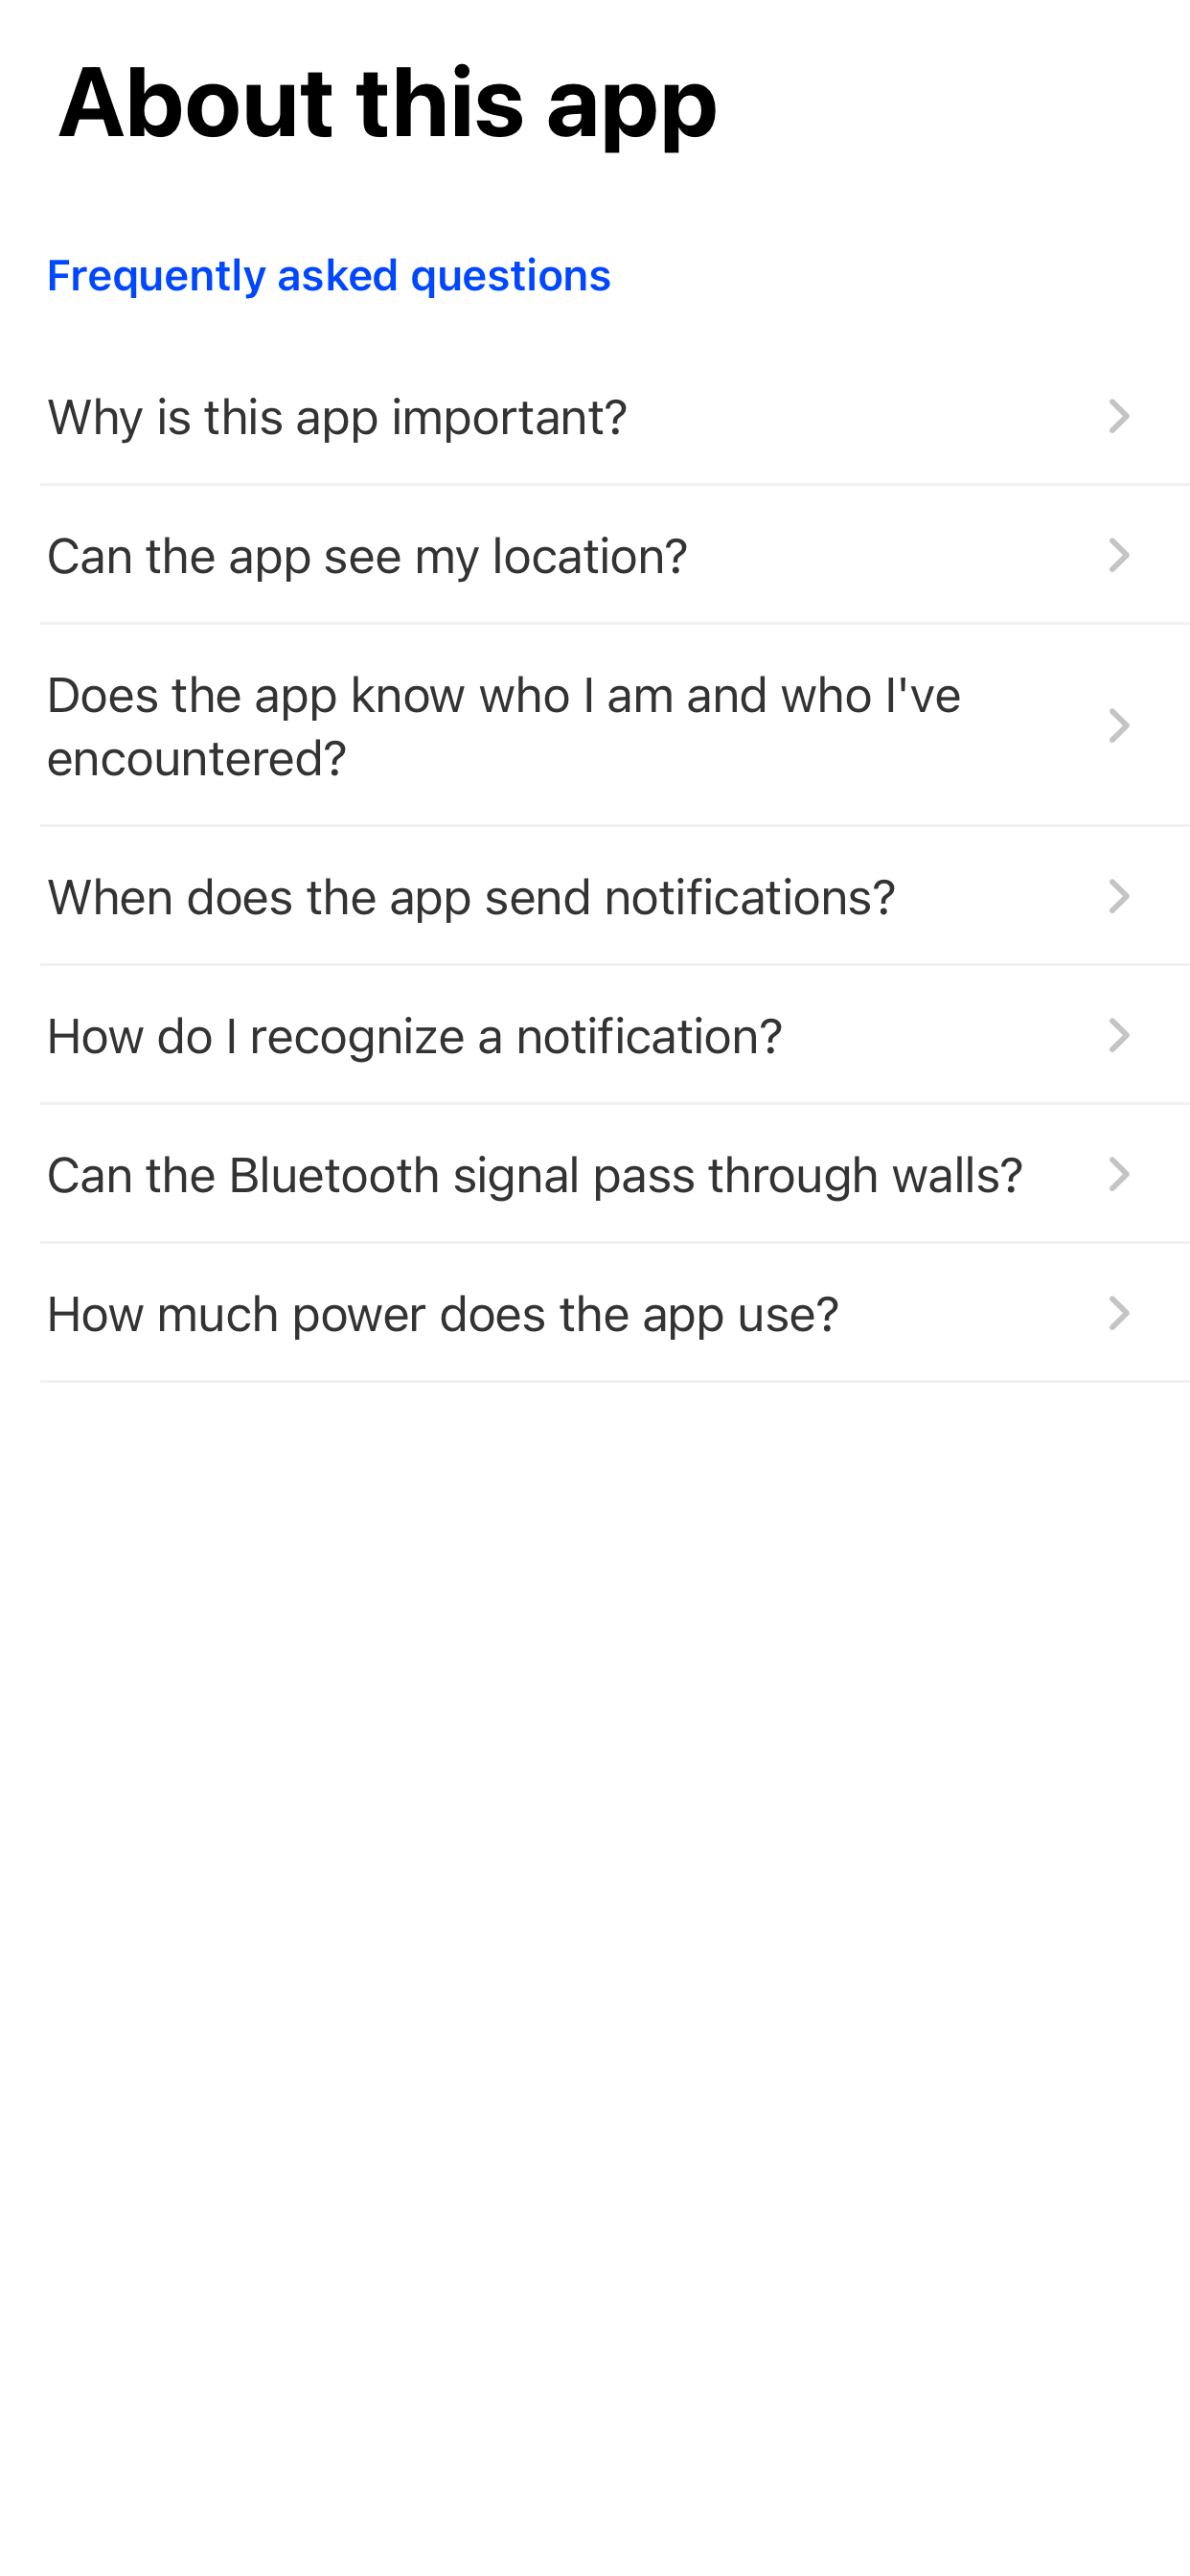 About this app
Frequently asked questions
Why is this app important?
Can the app see my location?
Does the app know who I am and who I've
encountered?
When does the app send notifications?
How do I recognize a notification?
Can the Bluetooth signal pass through walls?
How much power does the app use?